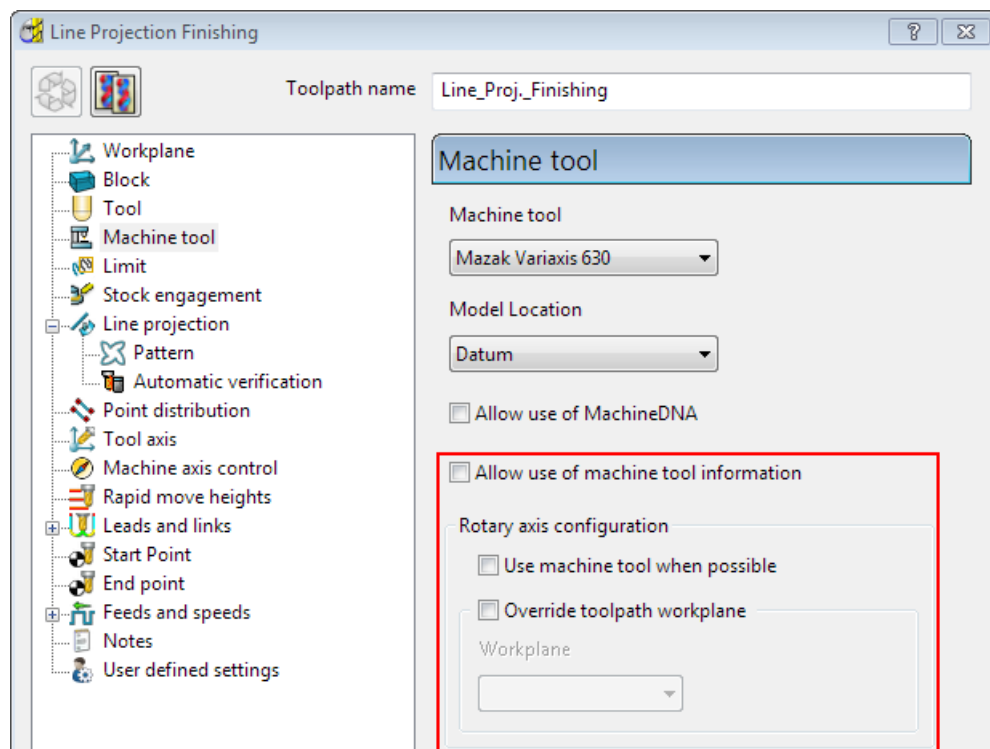 Line Projection Finishing
Toolpath name
Line_Proj._Finishing
Workplane
Block
Tool
Machine tool
Limit
Stock engagement
Line projection
Pattern
Automatic verification
Point distribution
Tool axis
Machine axis control
Rapid move heights
Leads and links
Start Point
End point
Feeds and speeds
Notes
User defined settings
Machine tool
Machine tool
Mazak Variaxis 630
Model Location
Datum
Allow use of MachineDNA
Allow use of machine tool information
Rotary axis configuration
Use machine tool when possible
Override toolpath workplane
Workplane